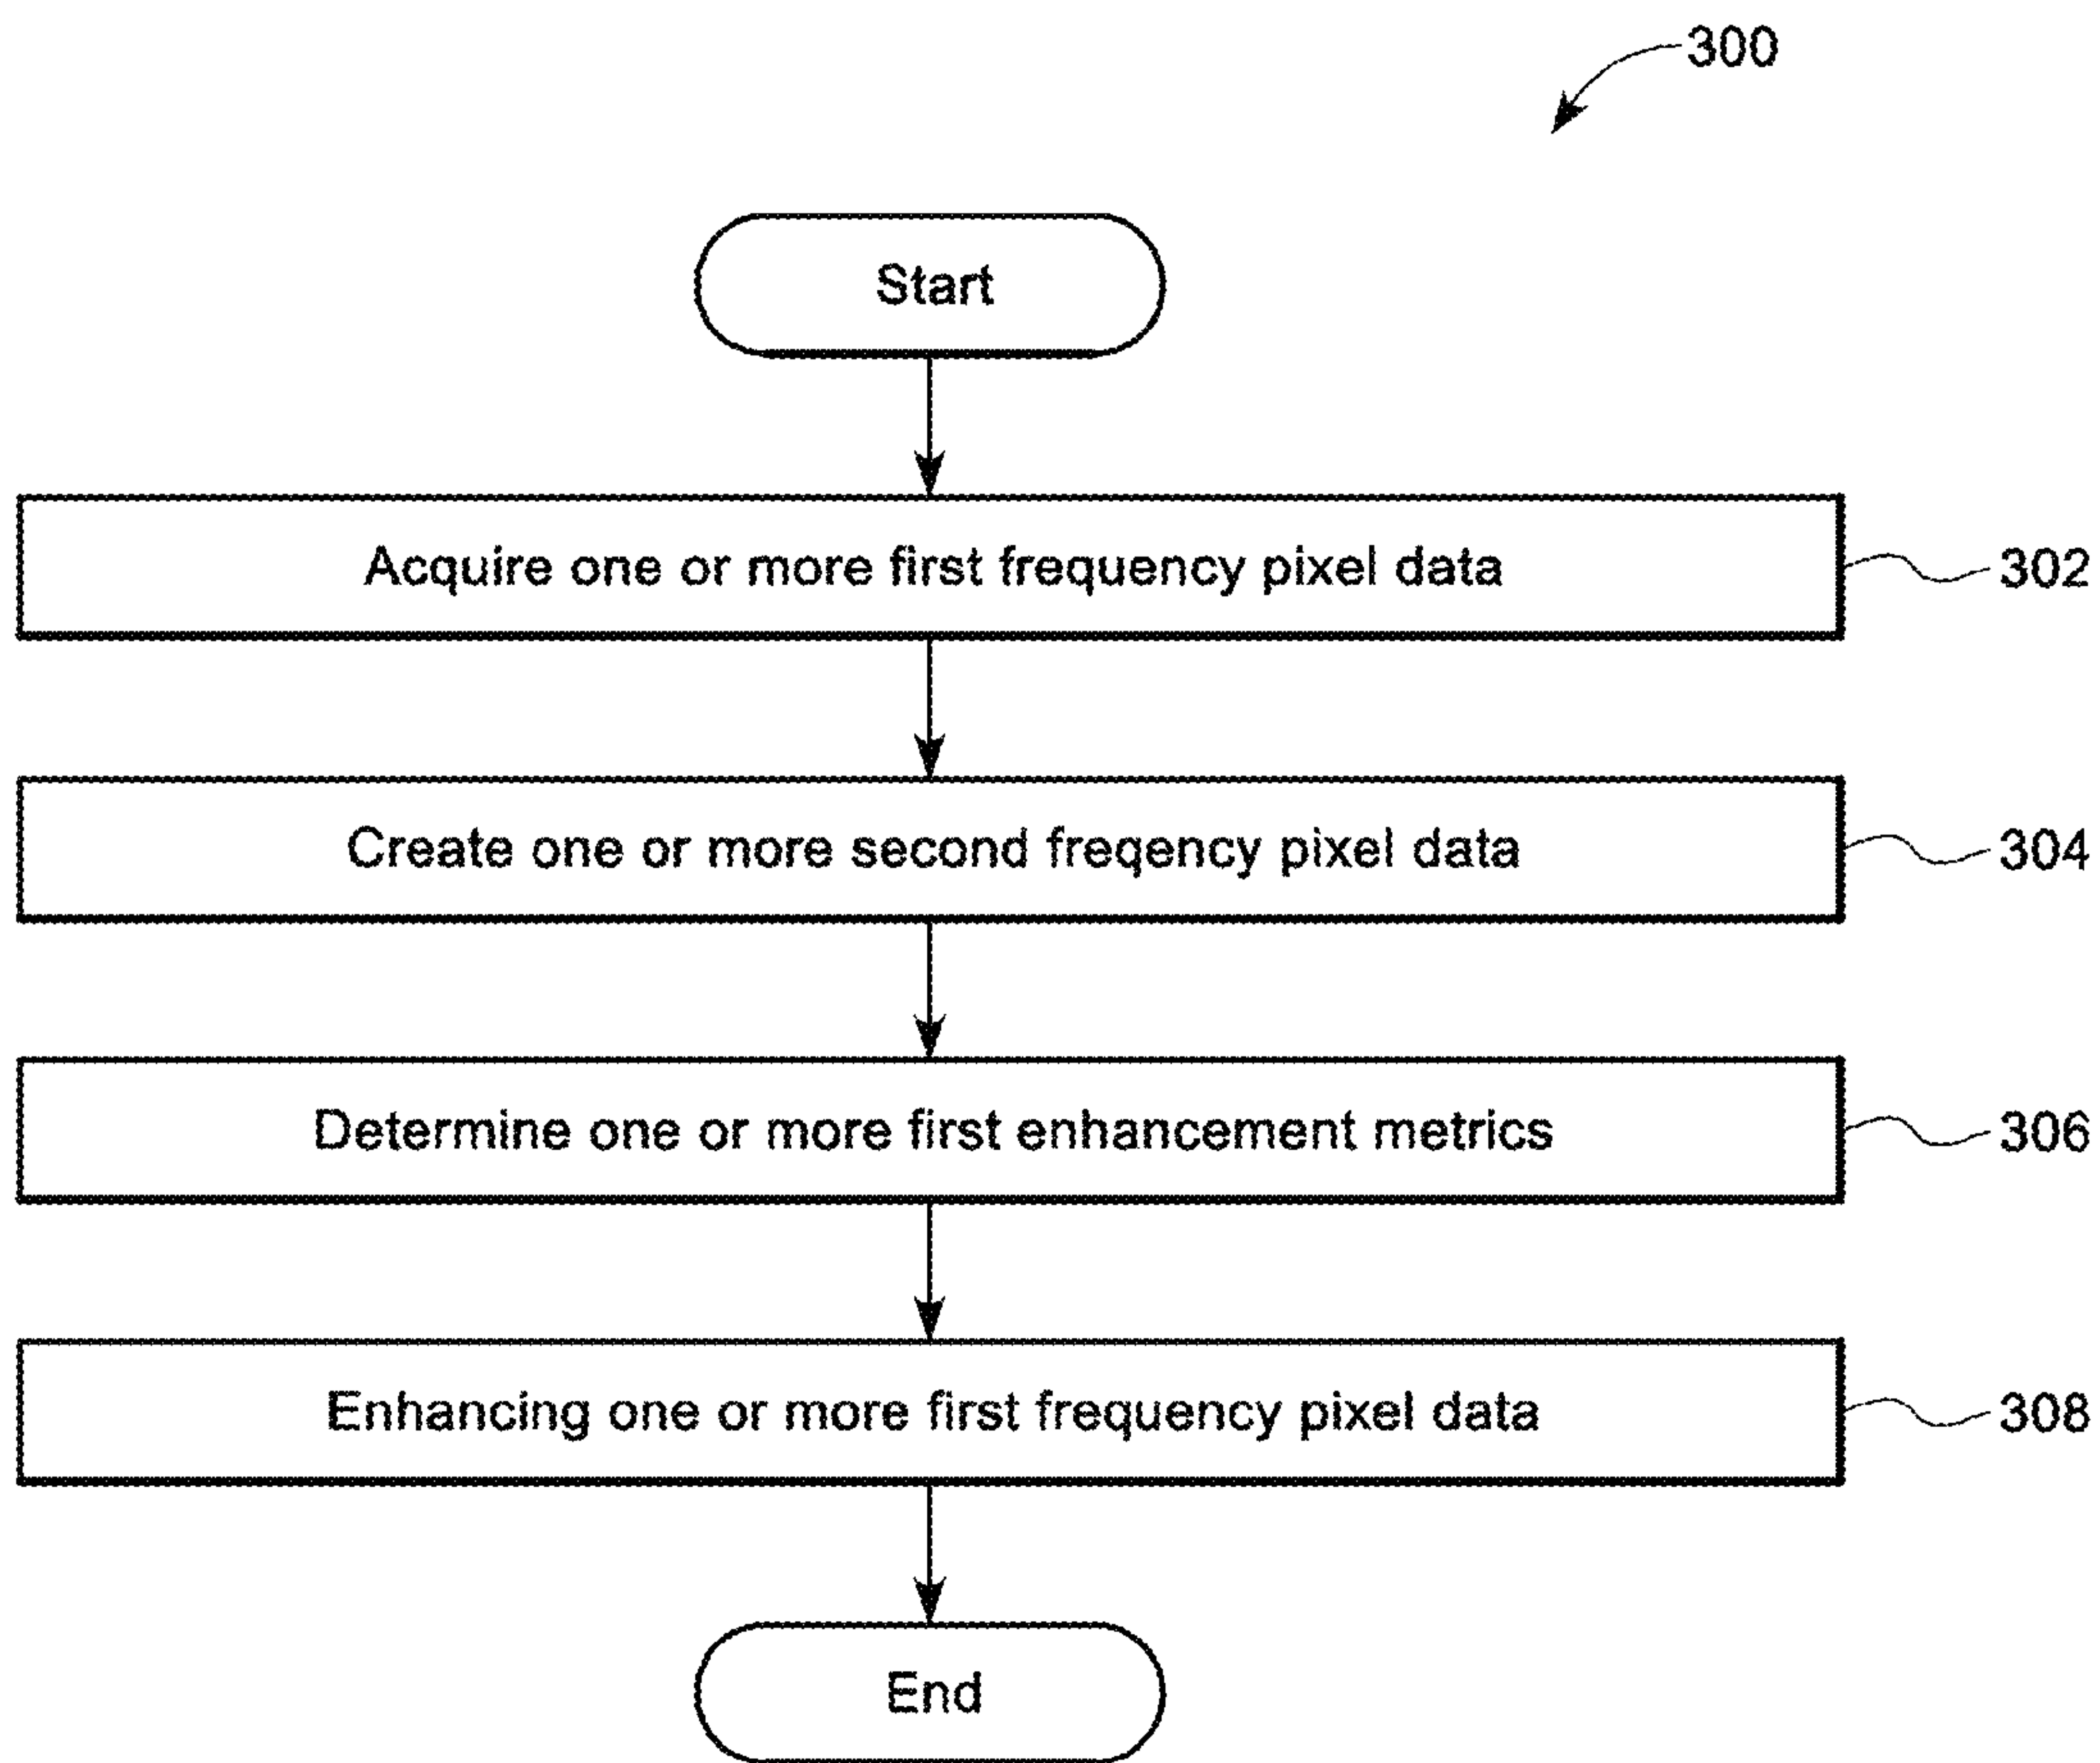 300
Start
Acquire one or more first frequency pixel data
302
Create one or more second freqency pixel data
304
Determine one or more first enhancement metrics
306
Enhancing one or more first frequency pixel data
308
End